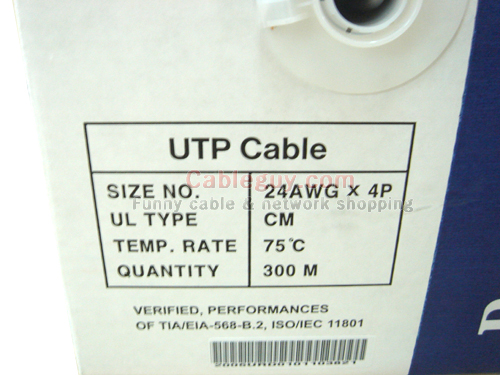 UTP Cable
SIZE NO. 24AWG X 4P
Cableguy.com
Funny cable & network shopping
UL TYPE CM
TEMP. RATE 75℃
QUANTITY 300 M
VERIFIED, PERFORMANCES
OF TIA/EIA-568-B.2, ISO/IEC 11801